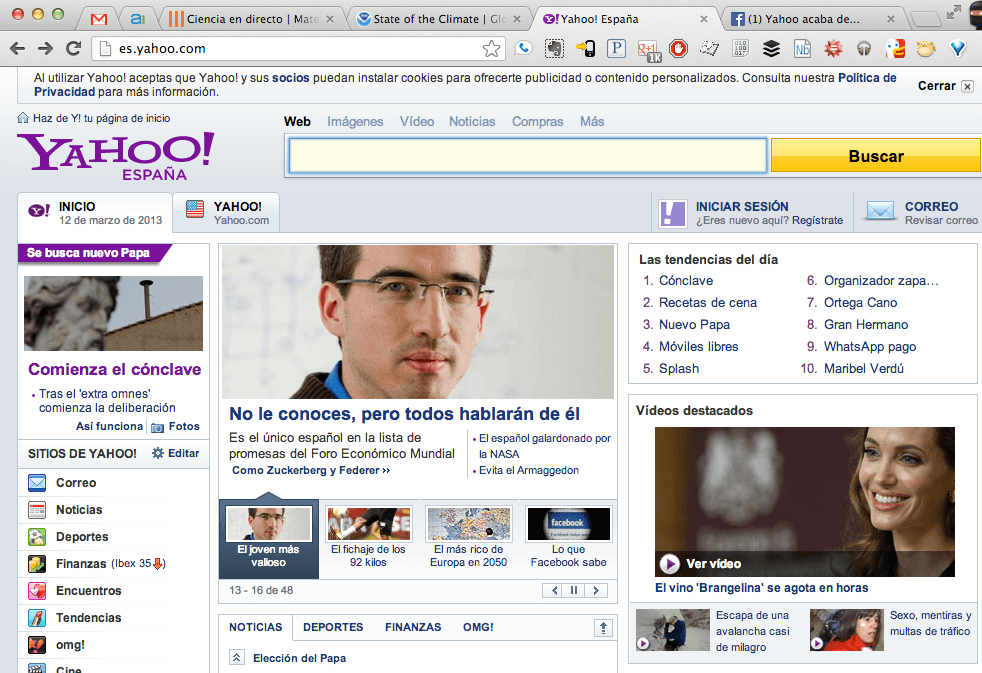 Ciencia en directo | Mate
State of the Climate | Glo
Yahoo! España
(1) Yahoo acaba de...
es.yahoo.com
Al utilizar Yahoo! aceptas que Yahoo! y sus socios puedan instalar cookies para ofrecerte publicidad o contenido personalizados. Consulta nuestra Política de
Privacidad para más información.
Cerrar
Haz de Y! tu página de inicio
YAHOO!
ESPAÑA
Web Imágenes Vídeo Noticias Compras Más
Buscar
INICIO
12 de marzo de 2013
YAHOO!
Yahoo.com
INICIAR SESIÓN
¿Eres nuevo aquí? Regístrate
CORREO
Revisar correo
Se busca nuevo Papa
Comienza el cónclave
Tras el 'extra omnes'
comienza la deliberación
Así funciona Fotos
SITIOS DE YAHOO! Editar
Correo
Noticias
Deportes
Finanzas (Ibex 35)
Encuentros
Tendencias
omg!
Cine
No le conoces, pero todos hablarán de él
Es el único español en la lista de
promesas del Foro Económico Mundial
Como Zuckerberg y Federer ››
El español galardonado por
la NASA
Evita el Armaggedon
El joven más
valioso
El fichaje de los
92 kilos
El más rico de
Europa en 2050
facebook
Lo que
Facebook sabe
13 - 16 de 48
NOTICIAS DEPORTES FINANZAS OMG!
Elección del Papa
Las tendencias del día
1. Cónclave
2. Recetas de cena
3. Nuevo Papa
4. Móviles libres
5. Splash
6. Organizador zapa...
7. Ortega Cano
8. Gran Hermano
9. WhatsApp pago
10. Maribel Verdú
Vídeos destacados
Ver vídeo
El vino 'Brangelina' se agota en horas
Escapa de una
avalancha casi
de milagro
Sexo, mentiras y
multas de tráfico